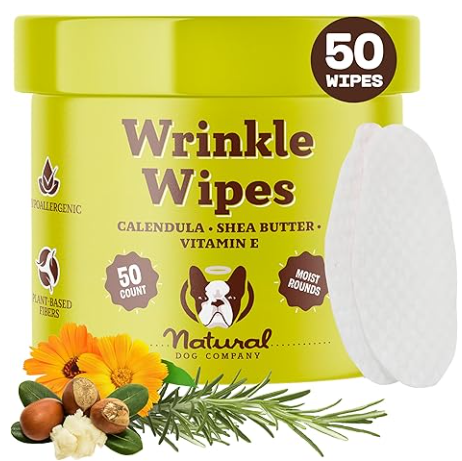 50
WIPES
Wrinkle
Wipes
CALENDULA • SHEA BUTTER •
VITAMIN E
HYPOALLERGENIC
50
COUNT
MOIST
ROUNDS
PLANT-BASED
FIBERS
Natural
DOG COMPANY